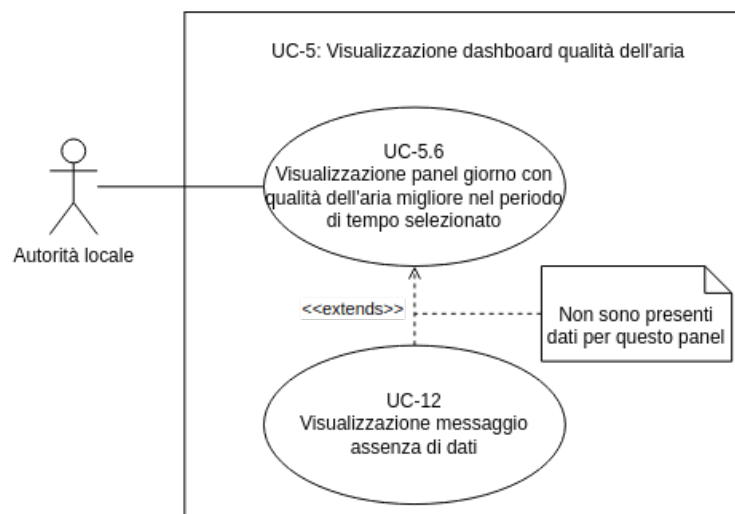 UC-5: Visualizzazione dashboard qualità dell'aria
UC-5.6
Visualizzazione panel giorno con
qualità dell'aria migliore nel periodo
di tempo selezionato
Autorità locale
<<extends>>
Non sono presenti
dati per questo panel
UC-12
Visualizzazione messaggio
assenza di dati